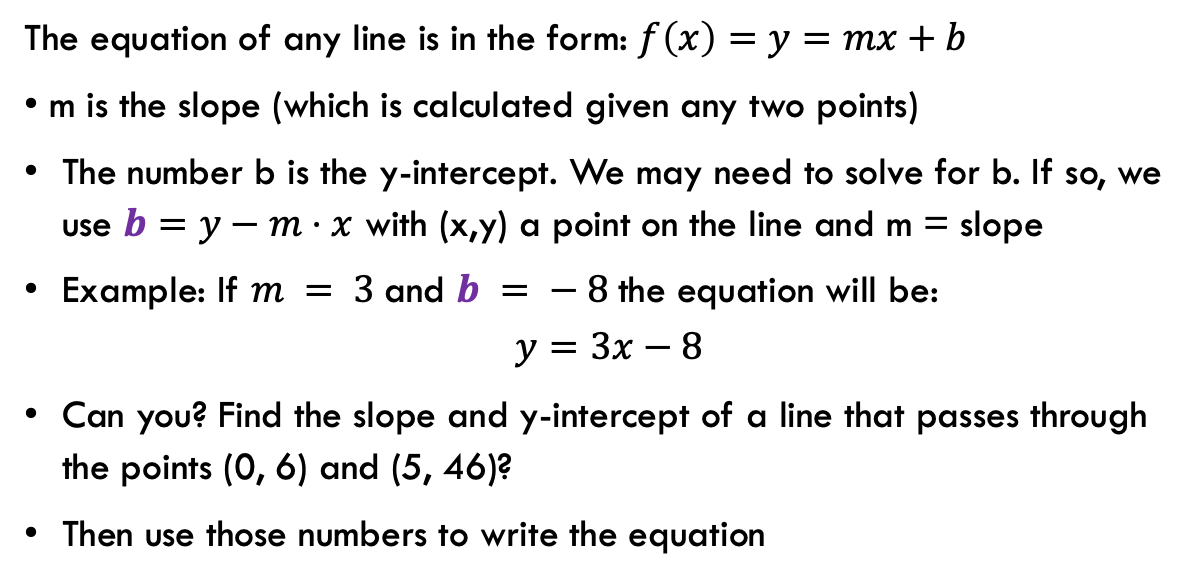 The equation of any line is in the form: f(x) = y = mx + b
• m is the slope (which is calculated given any two points)
• The number b is the y-intercept. We may need to solve for b. If so, we
use b = y − m · x with (x,y) a point on the line and m = slope
• Example: If m = 3 and b = − 8 the equation will be:
y = 3x − 8
• Can you? Find the slope and y-intercept of a line that passes through
the points (0, 6) and (5, 46)?
• Then use those numbers to write the equation